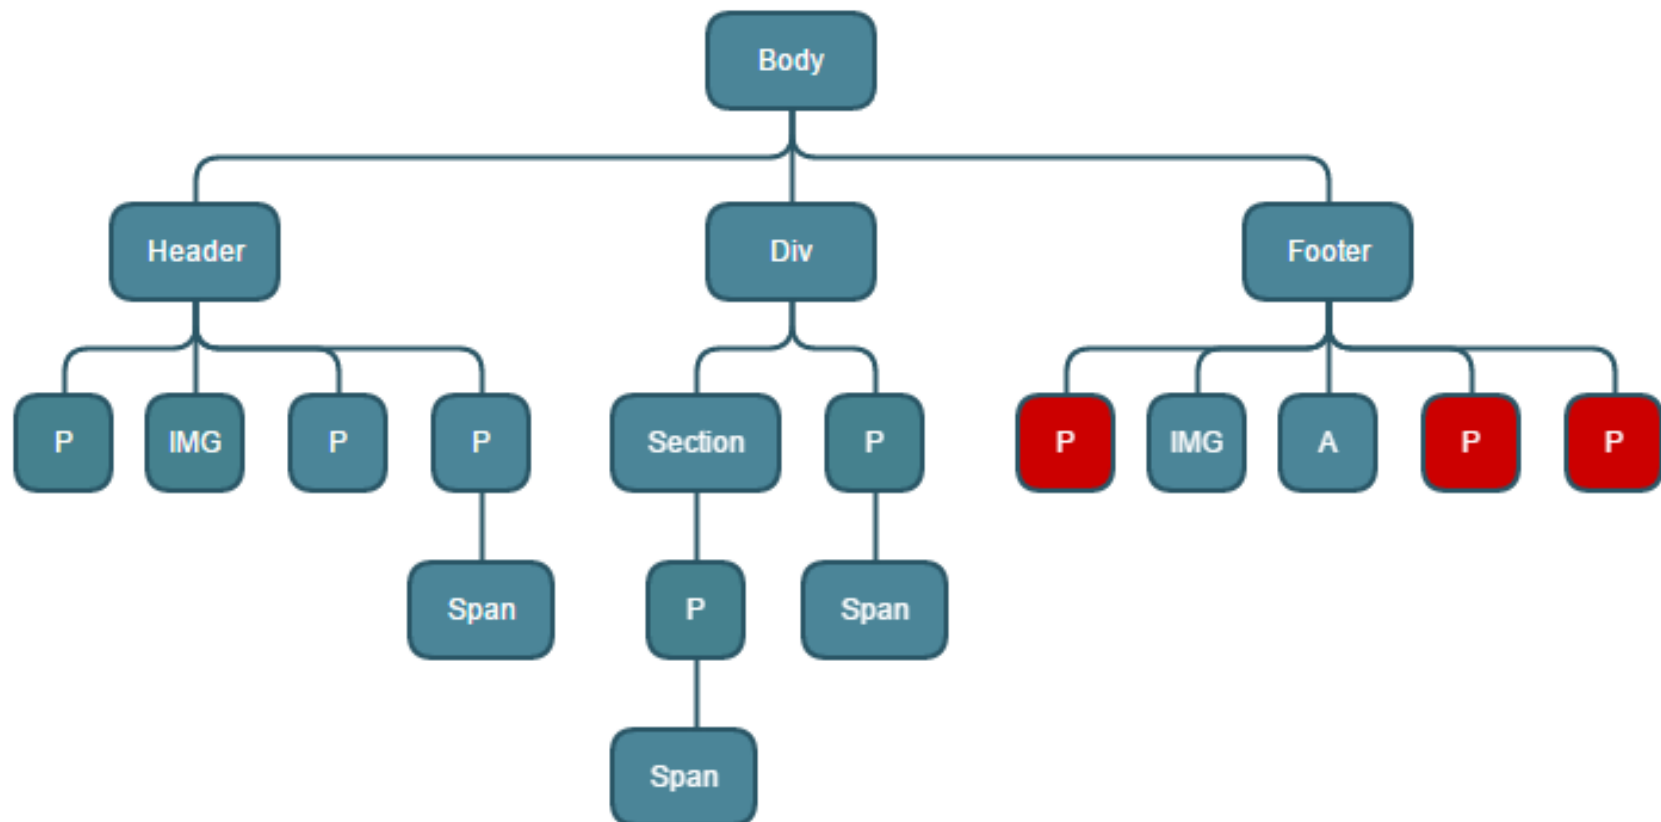 Body
Header
Div
Footer
P
IMG
P
P
Section
P
P
IMG
A
P
P
Span
P
Span
Span